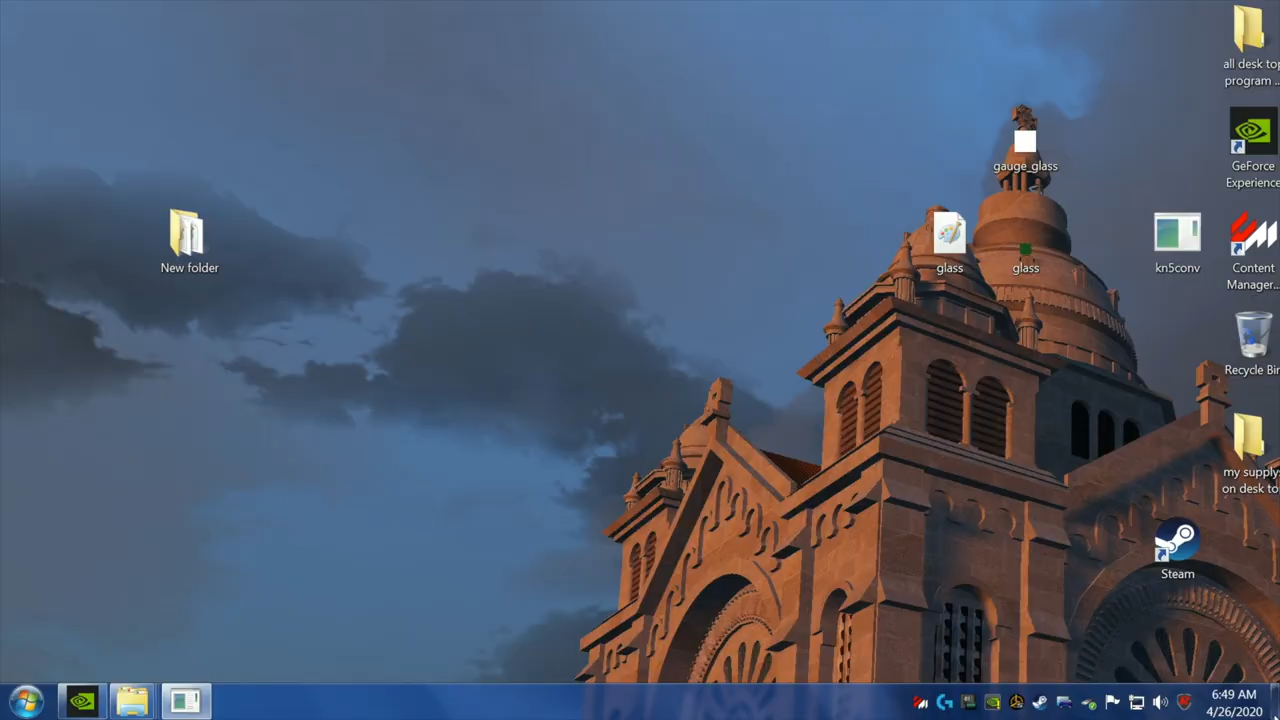 all desk top
program ...
gauge_glass
GeForce
Experience
New folder
glass
glass
kn5conv
Content
Manager...
Recycle Bin
my supply
on desk to
Steam
6:49 AM
4/26/2020